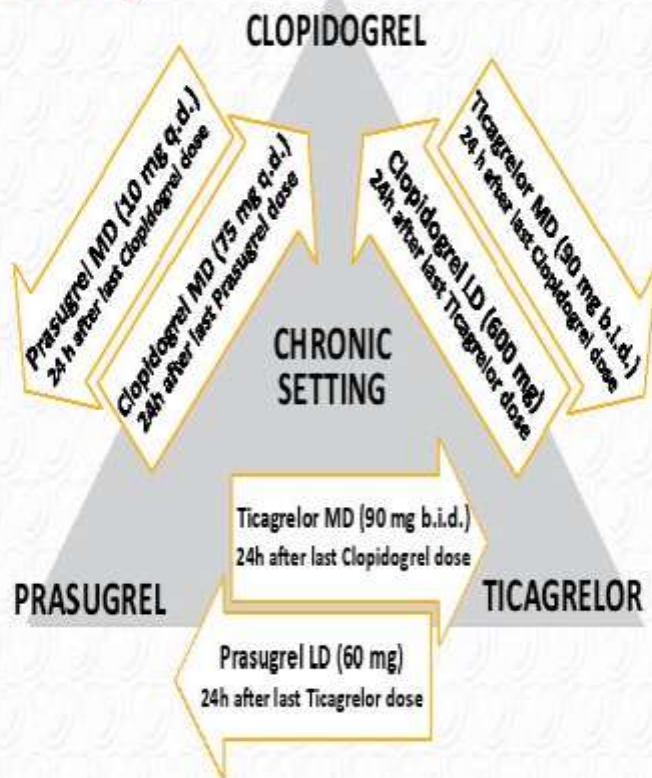 CLOPIDOGREL
Prasugrel MD (10 mg q.d.)
24 h after last Clopidogrel dose
Clopidogrel MD (75 mg q.d.)
24h after last Prasugrel dose
Clopidogrel LD (600 mg)
24h after last Ticagrelor dose
Ticagrelor MD (90 mg b.i.d.)
24 h after last Clopidogrel dose
CHRONIC
SETTING
Ticagrelor MD (90 mg b.i.d.)
24h after last Clopidogrel dose
PRASUGREL
TICAGRELOR
Prasugrel LD (60 mg)
24h after last Ticagrelor dose